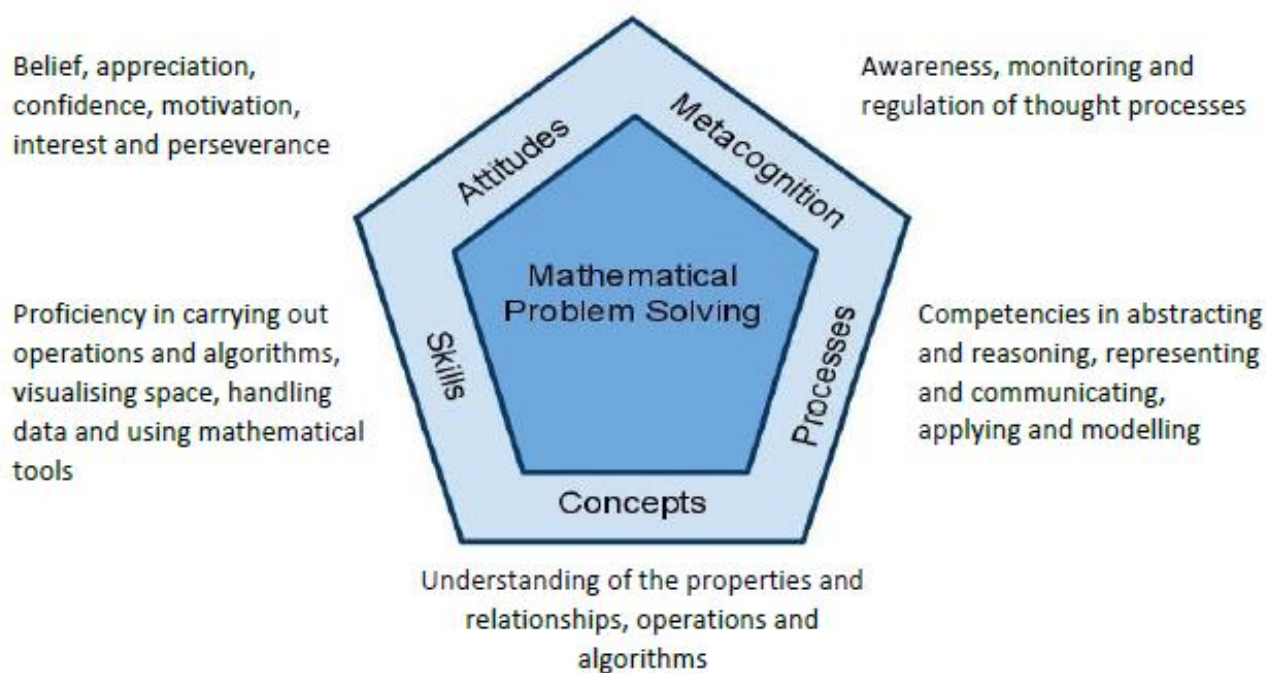 Belief, appreciation,
confidence, motivation,
interest and perseverance
Awareness, monitoring and
regulation of thought processes
Attitudes
Metacognition
Mathematical
Problem Solving
Skills
Processes
Proficiency in carrying out
operations and algorithms,
visualising space, handling
data and using mathematical
tools
Competencies in abstracting
and reasoning, representing
and communicating,
applying and modelling
Concepts
Understanding of the properties and
relationships, operations and
algorithms